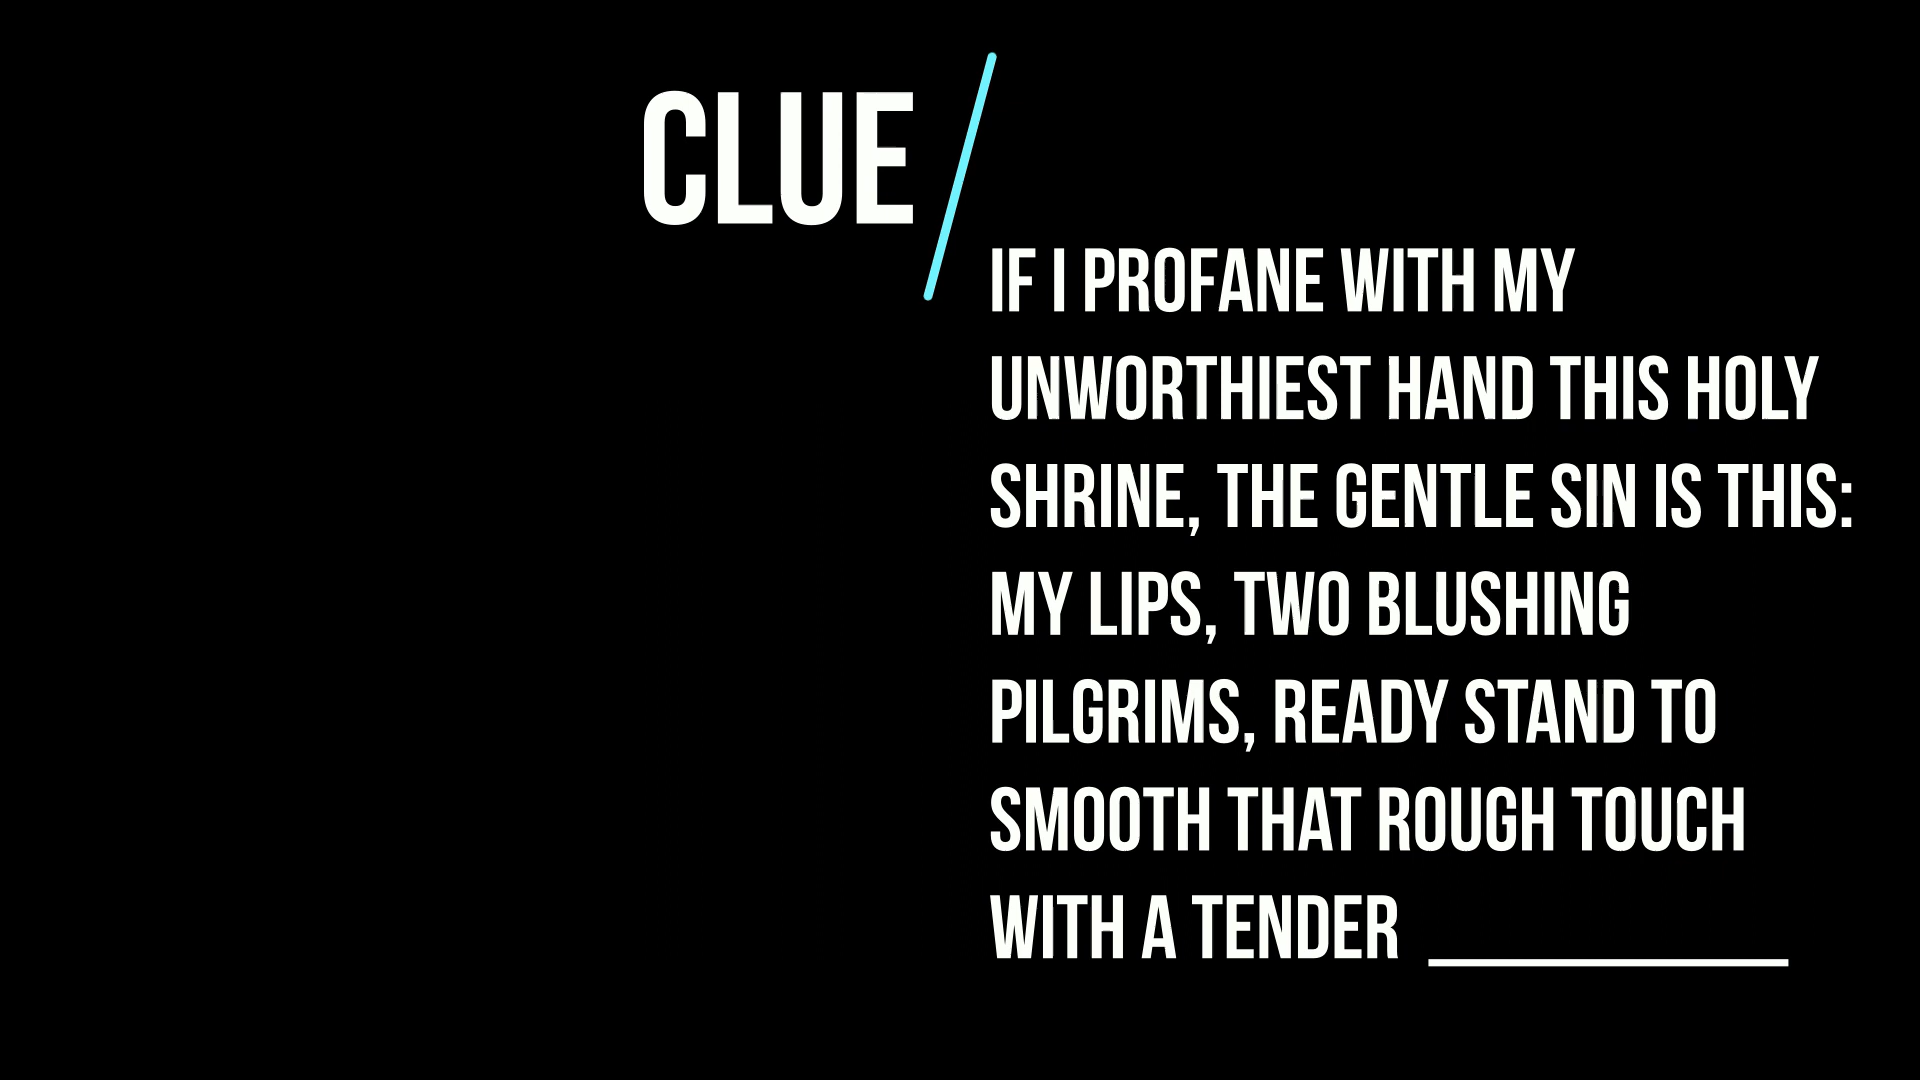 CLUE
IF I PROFANE WITH MY
UNWORTHIEST HAND THIS HOLY
SHRINE, THE GENTLE SIN IS THIS:
MY LIPS, TWO BLUSHING
PILGRIMS, READY STAND TO
SMOOTH THAT ROUGH TOUCH
WITH A TENDER ________